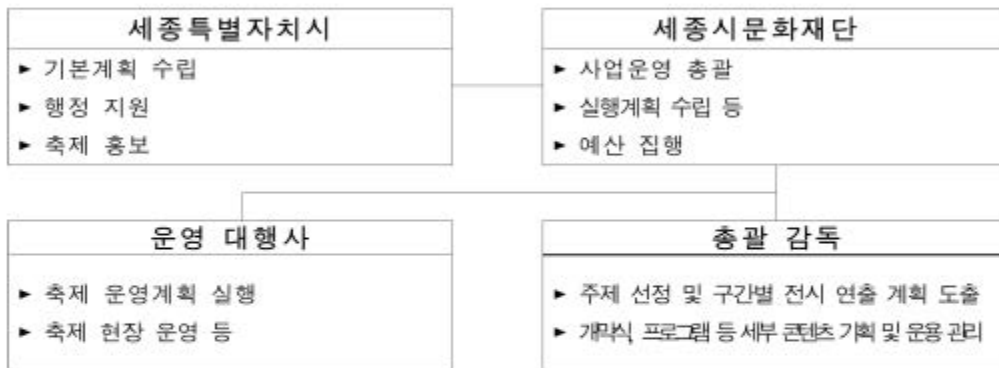 세종특별자치시
► 기본계획 수립
► 행정 지원
► 축제 홍보
세종시문화재단
► 사업운영 총괄
► 실행계획 수립 등
► 예산 집행
운영 대행사
► 축제 운영계획 실행
► 축제 현장 운영 등
총괄 감독
► 주제 선정 및 구간별 전시 연출 계획 도출
► 개막식, 프로그램 등 세부 콘텐츠 기획 및 운용 관리